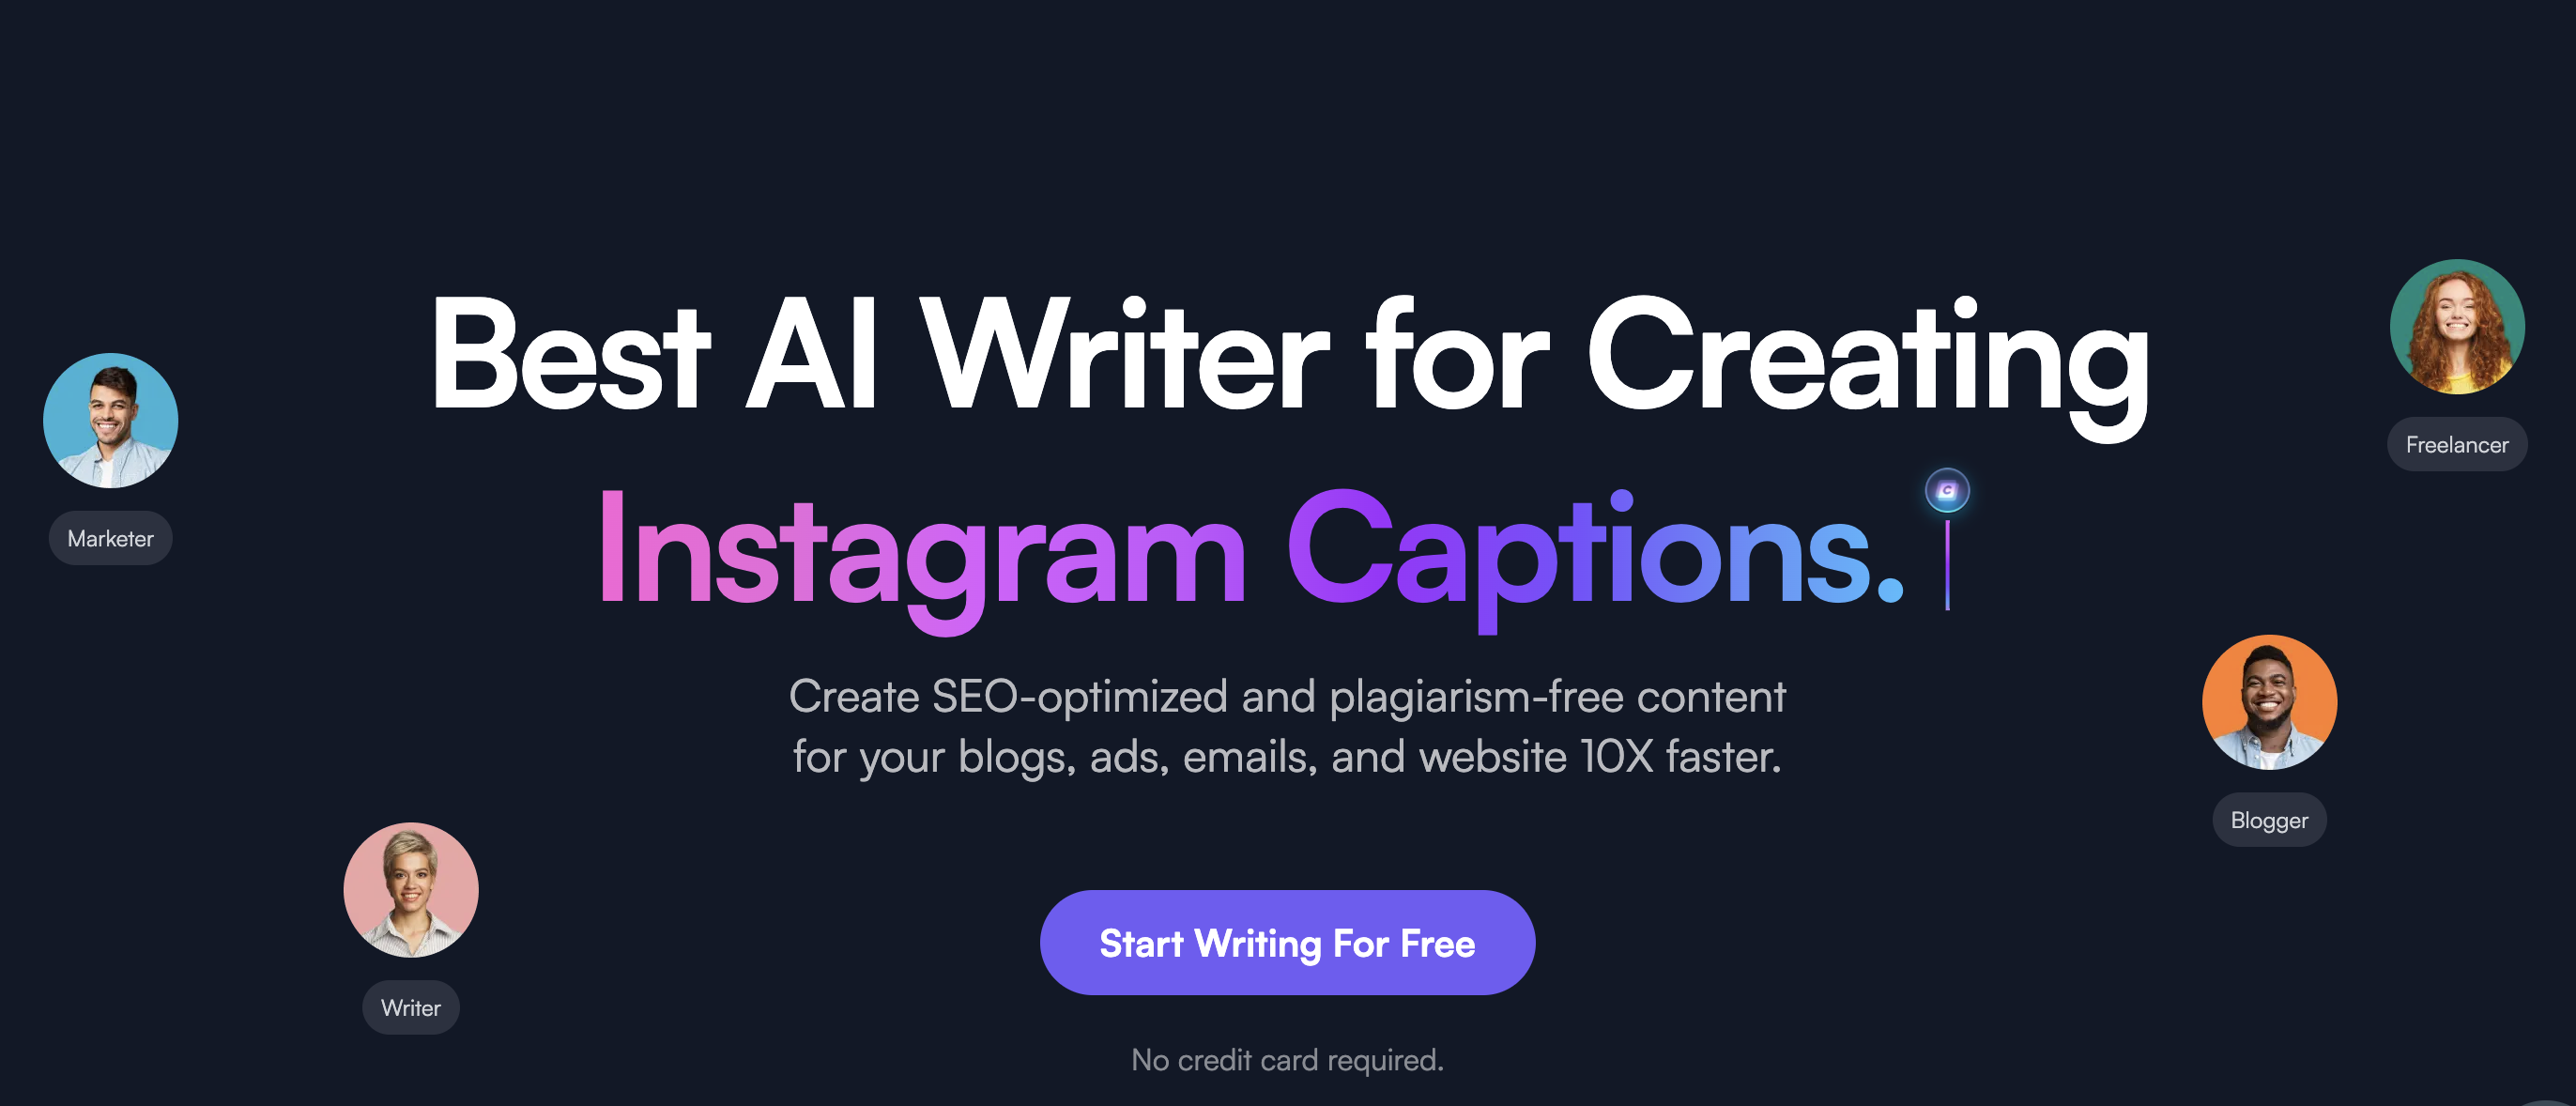 Best AI Writer for Creating
Instagram Captions.
Create SEO-optimized and plagiarism-free content
for your blogs, ads, emails, and website 10X faster.
Start Writing For Free
No credit card required.
Marketer
Writer
Freelancer
Blogger
C